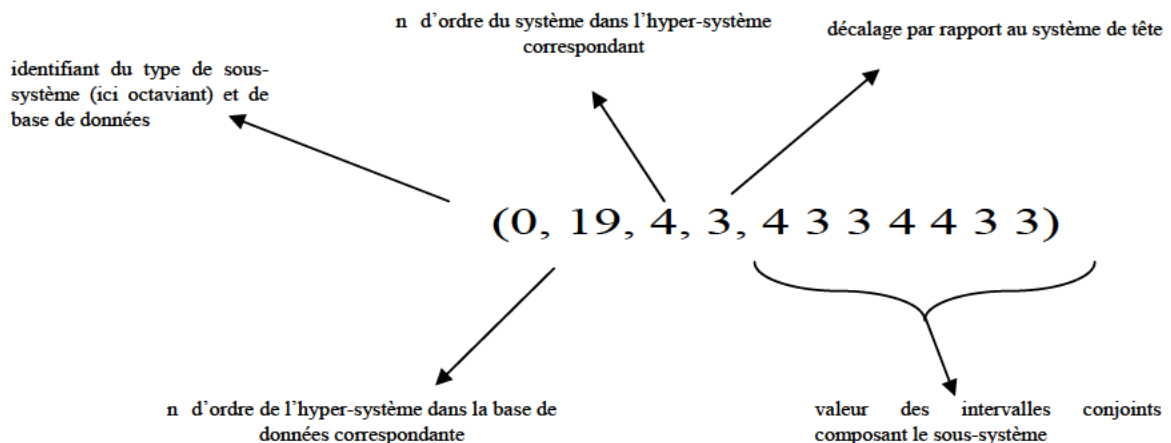 n d'ordre du système dans l'hyper-système
correspondant
décalage par rapport au système de tête
identifiant du type de sous-
système (ici octaviant) et de
base de données
(0, 19, 4, 3, 4 3 3 4 4 3 3)
n d'ordre de l'hyper-système dans la base de
données correspondante
valeur des intervalles conjoints
composant le sous-système